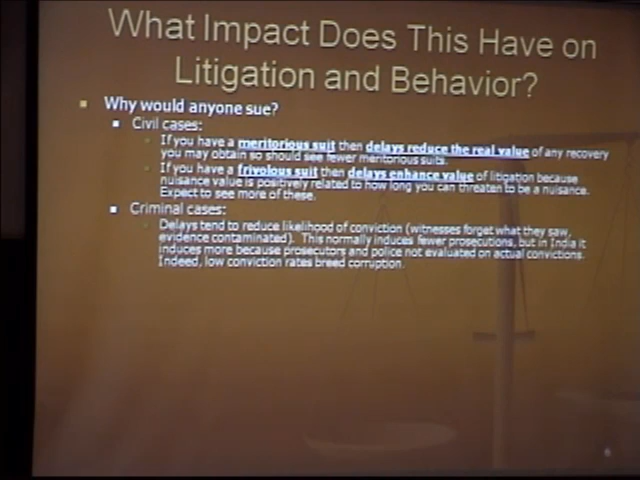 What Impact Does This Have on
Litigation and Behavior?
Why would anyone sue?
Civil cases:
If you have a meritorious suit then delays reduce the real value of any recovery
you may obtain so should see fewer meritorious suits.
If you have a frivolous suit then delays enhance value of litigation because
nuisance value is positively related to how long you can threaten to be a nuisance.
Expect to see more of these.
Criminal cases:
Delays tend to reduce likelihood of conviction (witnesses forget what they saw,
evidence contaminated). This normally induces fewer prosecutions, but in India it
induces more because prosecutors and police not evaluated on actual convictions.
Indeed, low conviction rates breed corruption.